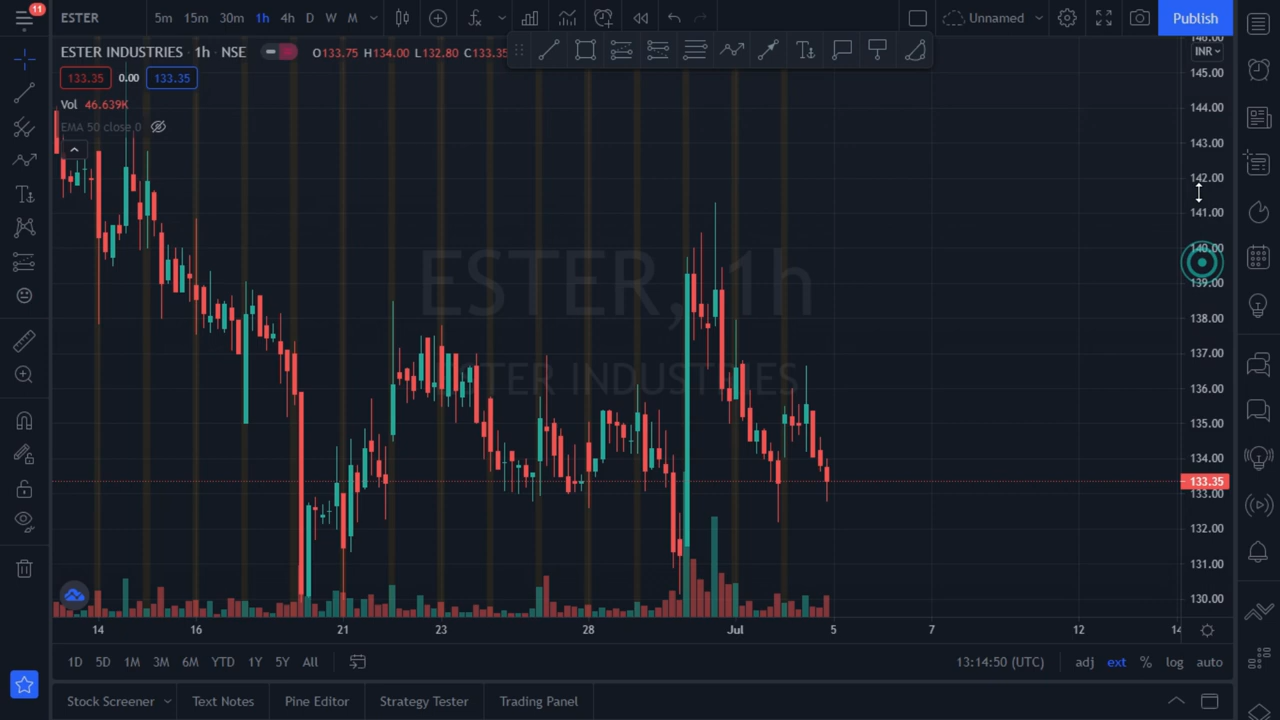 11 ESTER 5m 15m 30m 1h 4h D W M Unnamed Publish
ESTER INDUSTRIES · 1h · NSE O133.75 H134.00 L132.80 C133.35
133.35 0.00 133.35
Vol 46.639K
EMA 50 close 0
INR
145.00
144.00
143.00
142.00
141.00
140.00
139.00
138.00
137.00
136.00
135.00
134.00
133.35
133.00
132.00
131.00
130.00
ESTER, 1h
ESTER INDUSTRIES
14 16 21 23 28 Jul 5 7 12 14
1D 5D 1M 3M 6M YTD 1Y 5Y All 13:14:50 (UTC) adj ext % log auto
Stock Screener Text Notes Pine Editor Strategy Tester Trading Panel